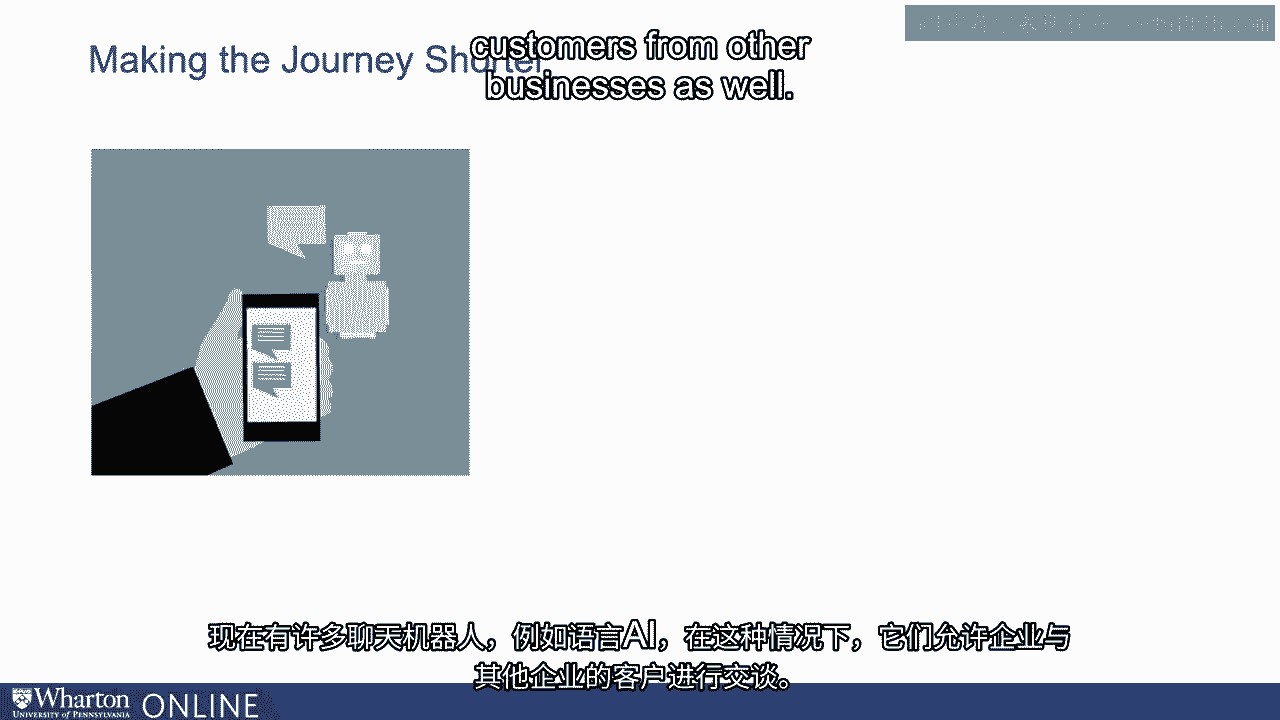 Making the Journey Shorter
customers from other
businesses as well.
现在有许多聊天机器人，例如语言AI，在这种情况下，它们允许企业与
其他企业的客户进行交谈。
Wharton ONLINE
UNIVERSITY of PENNSYLVANIA